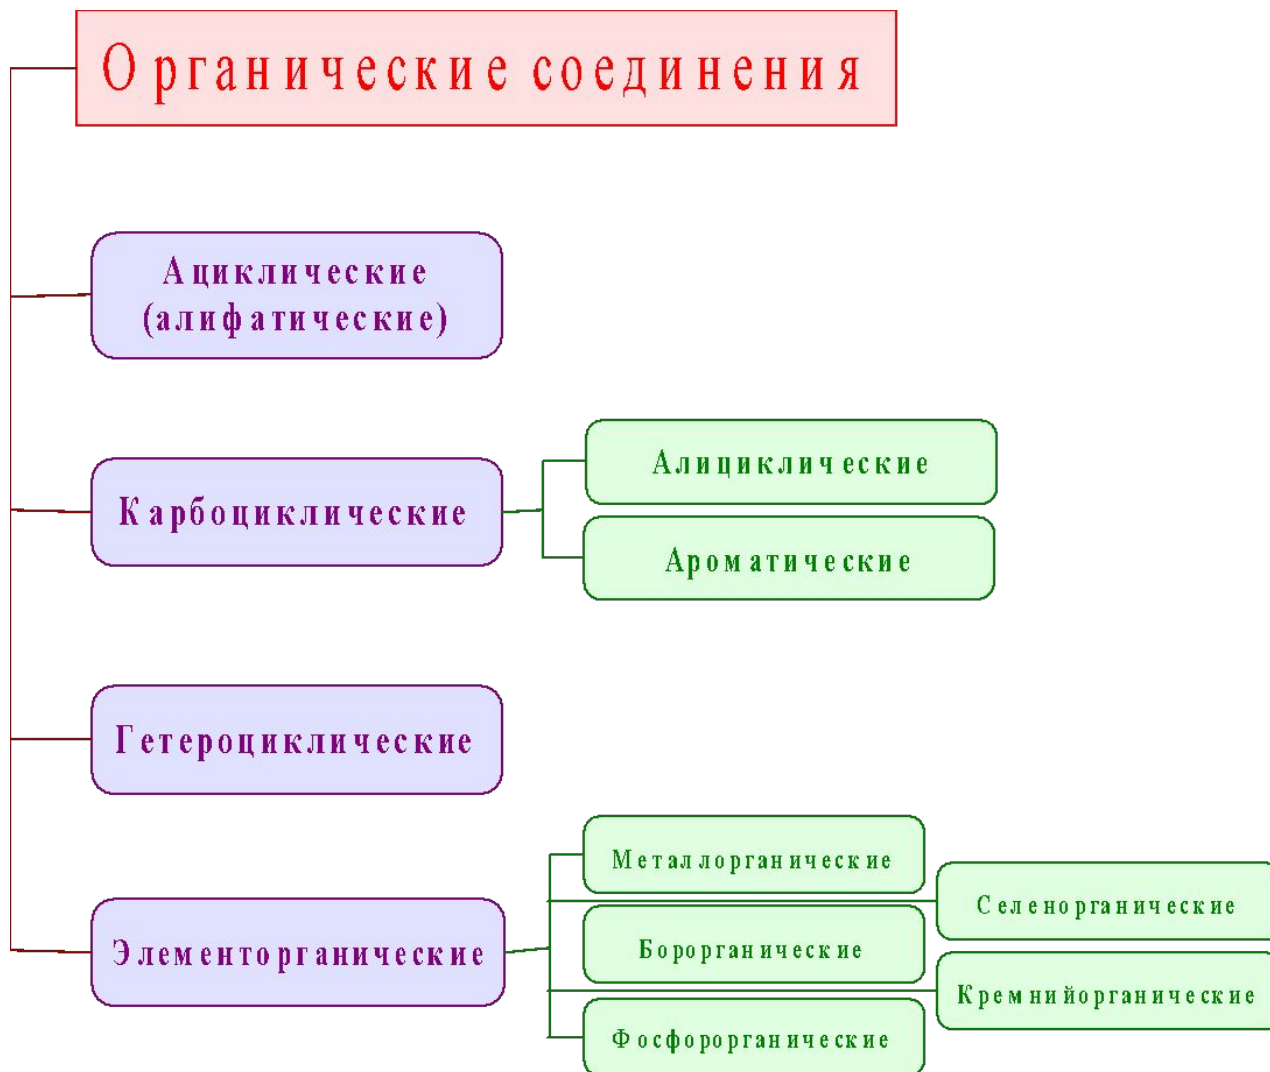 Органические соединения
Ациклические
(алифатические)
Карбоциклические
Алициклические
Ароматические
Гетероциклические
Элементорганические
Металлорганические
Селенорганические
Борорганические
Кремнийорганические
Фосфорорганические